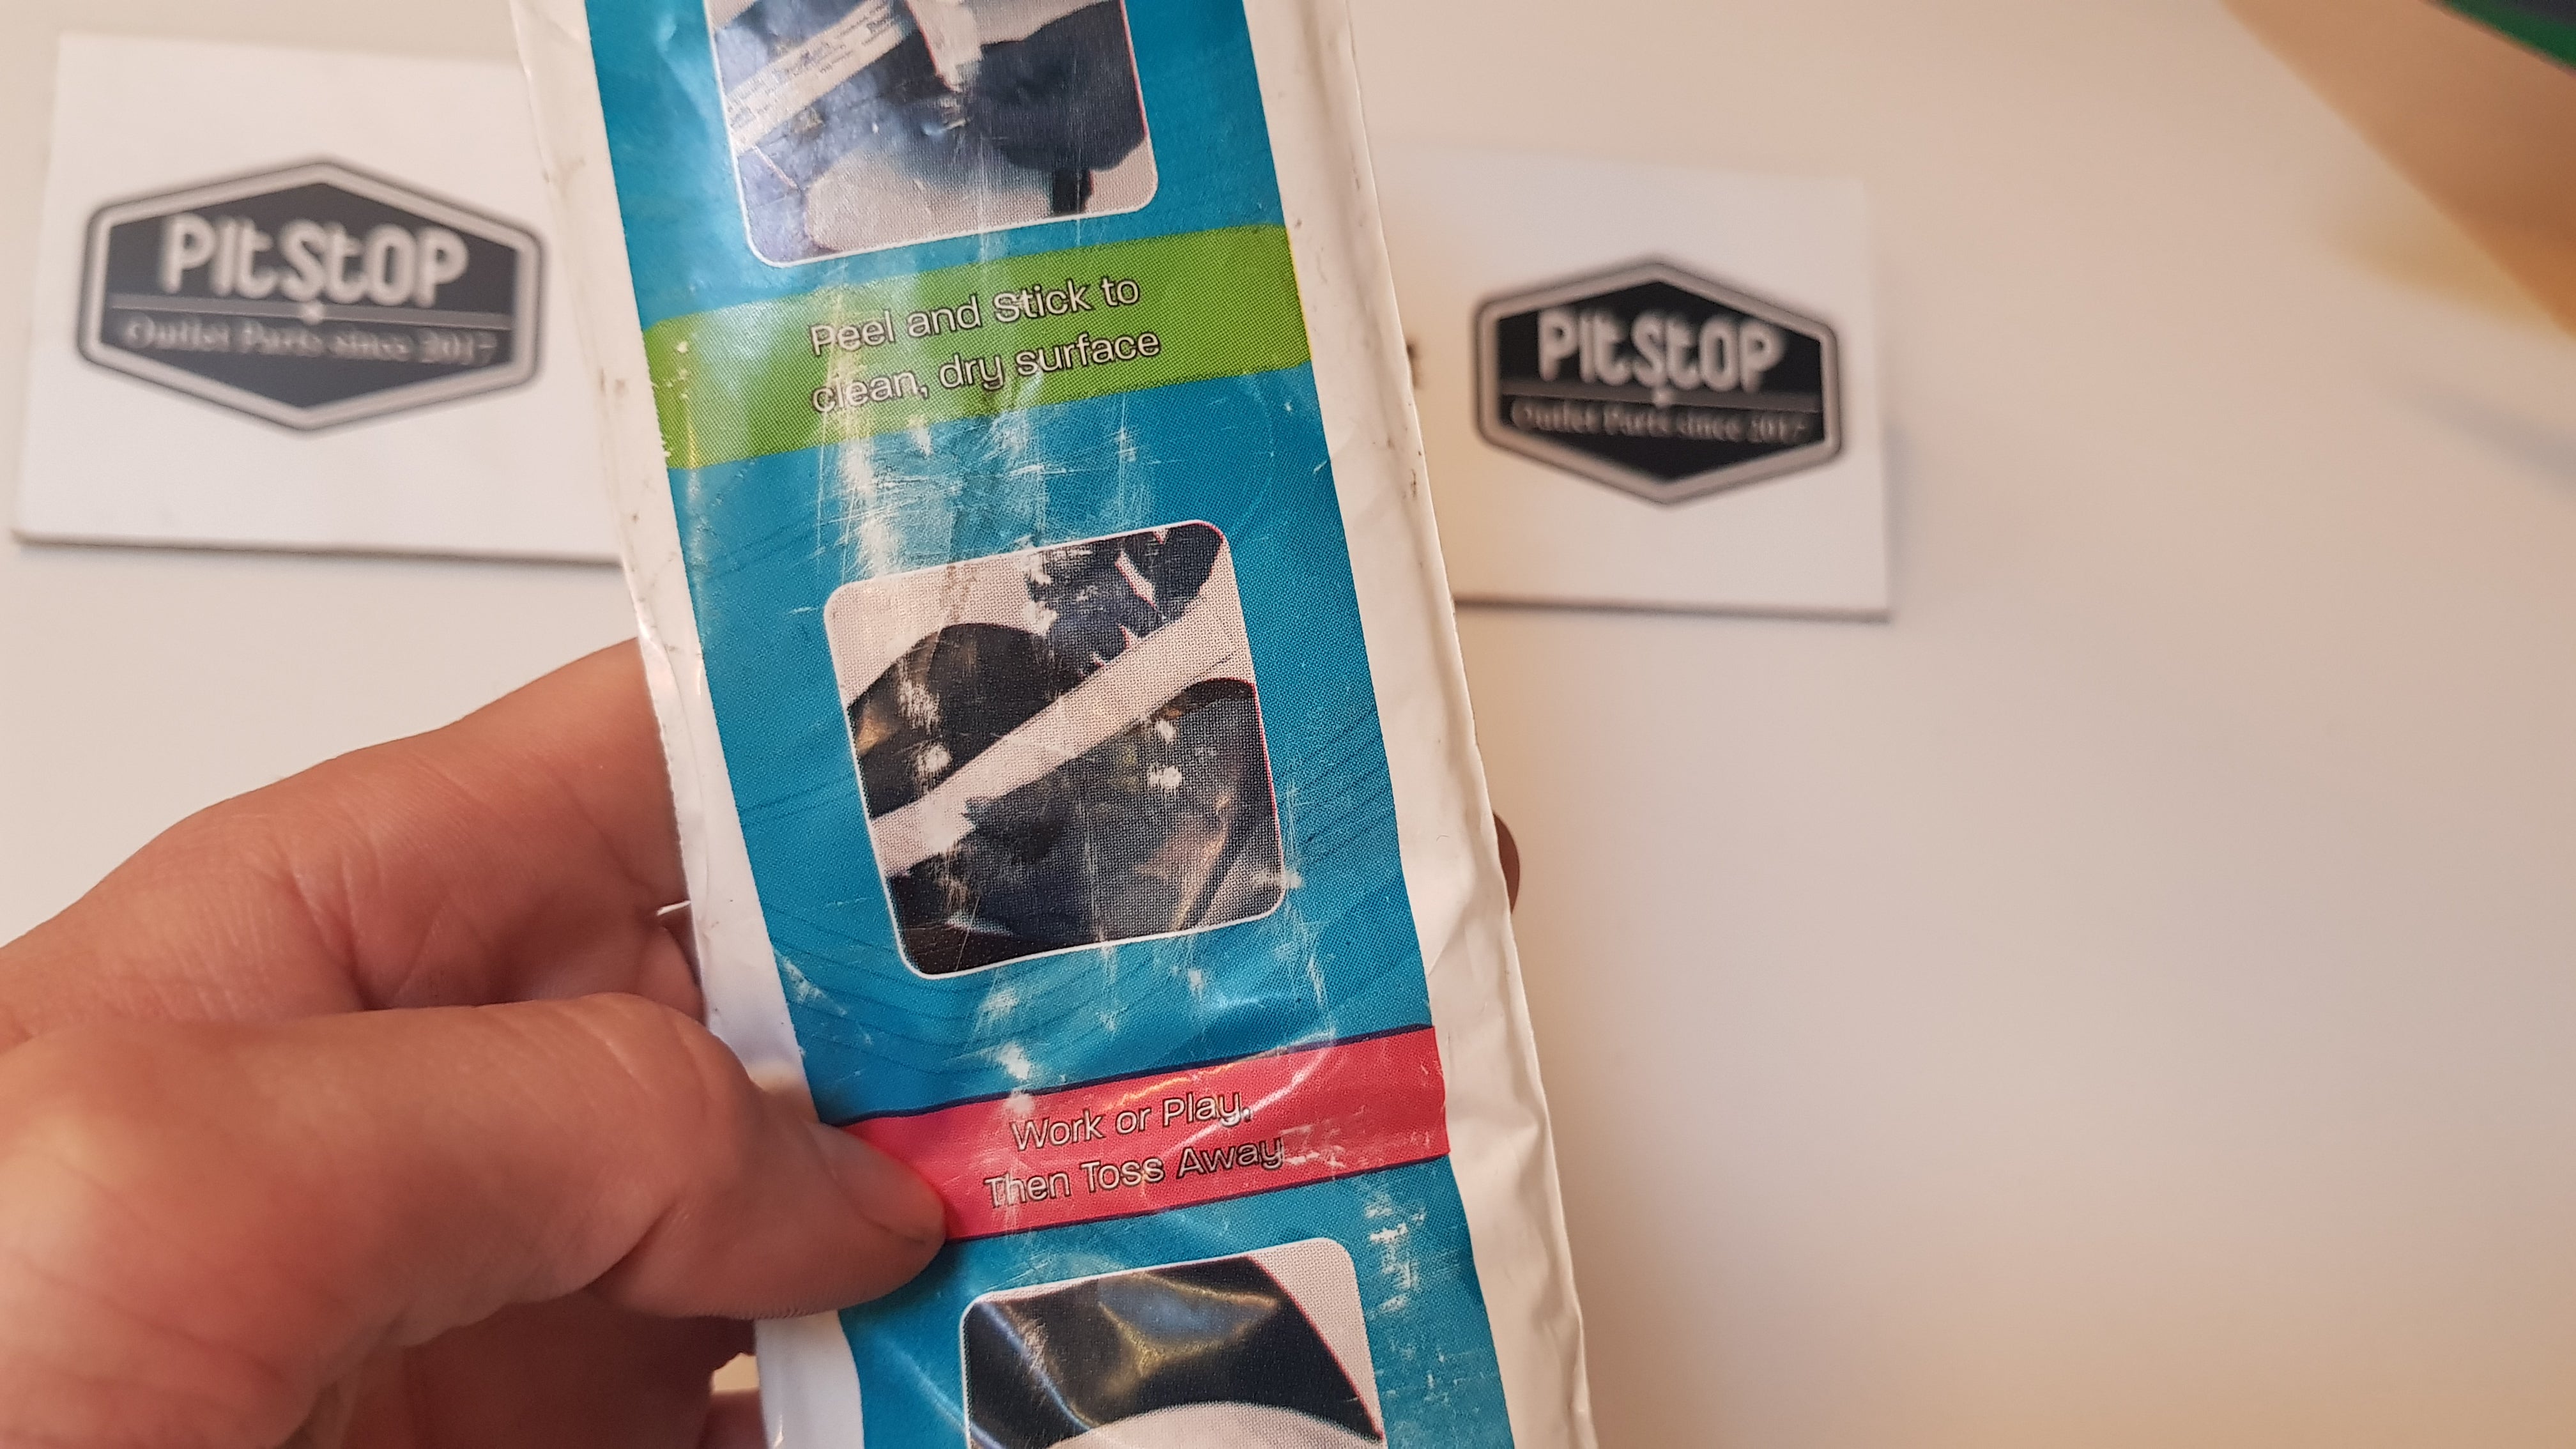 PitStOP
Outlet Parts since 2017
Peel and Stick to
clean, dry surface
PitStOP
Outlet Parts since 2017
Work or Play,
Then Toss Away